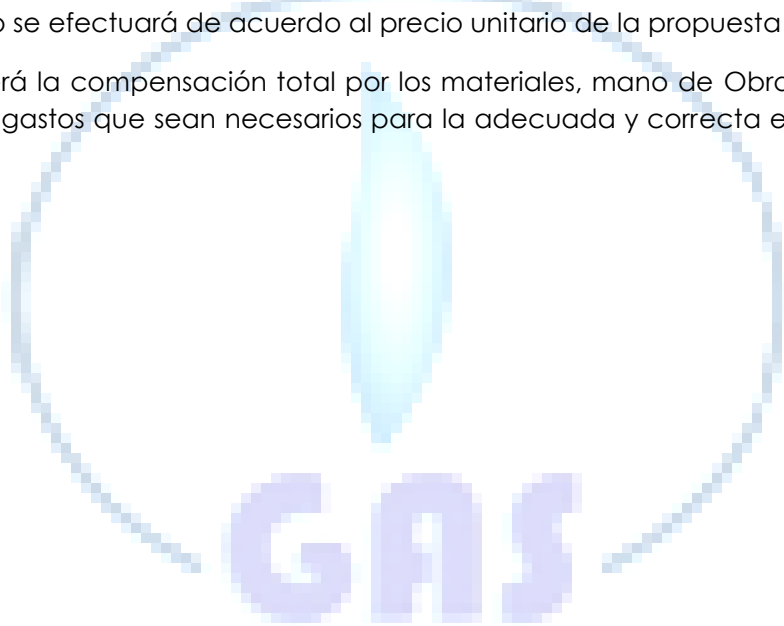 o se efectuará de acuerdo al precio unitario de la propuesta
rá la compensación total por los materiales, mano de Obra
gastos que sean necesarios para la adecuada y correcta e
GAS